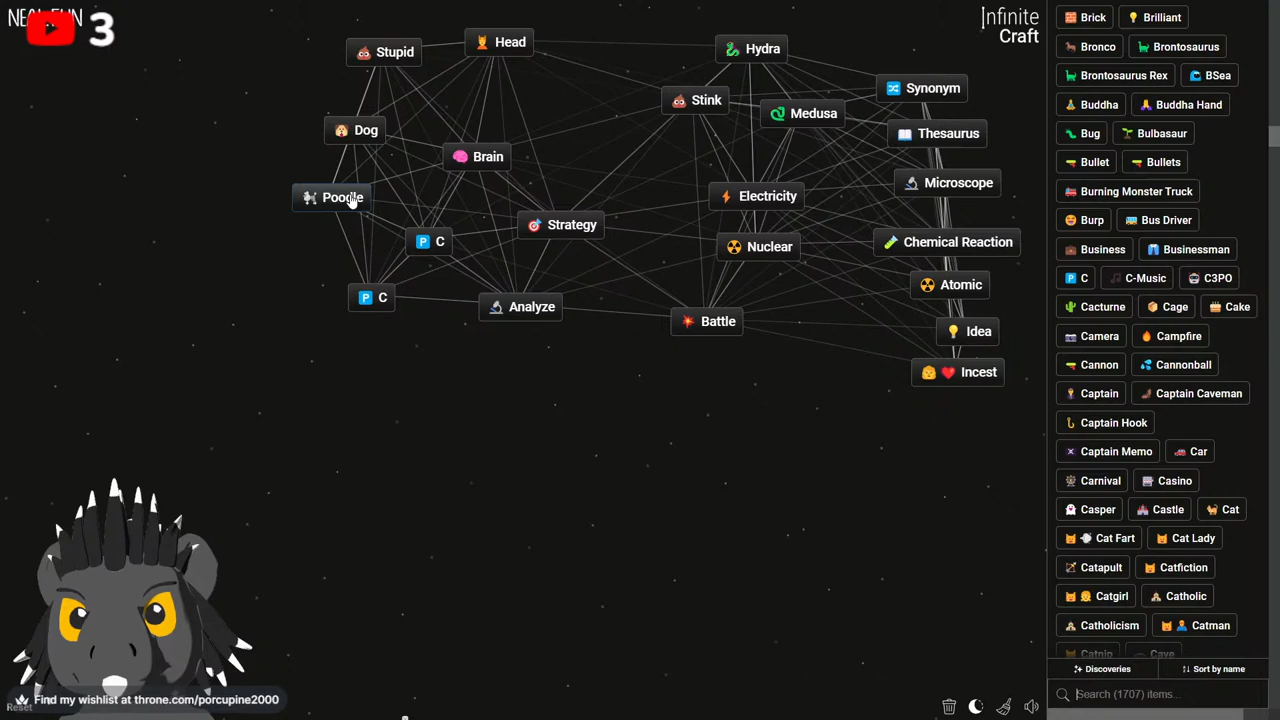 NEAL.FUN
3
Infinite
Craft
Stupid
Head
Hydra
Synonym
Stink
Medusa
Thesaurus
Dog
Brain
Microscope
Poodle
Electricity
Strategy
C
Nuclear
Chemical Reaction
Atomic
C
Analyze
Battle
Idea
Incest
Brick Brilliant
Bronco Brontosaurus
Brontosaurus Rex BSea
Buddha Buddha Hand
Bug Bulbasaur
Bullet Bullets
Burning Monster Truck
Burp Bus Driver
Business Businessman
C C-Music C3PO
Cacturne Cage Cake
Camera Campfire
Cannon Cannonball
Captain Captain Caveman
Captain Hook
Captain Memo Car
Carnival Casino
Casper Castle Cat
Cat Fart Cat Lady
Catapult Catfiction
Catgirl Catholic
Catholicism Catman
Catnip Cave
Discoveries Sort by name
Search (1707) items...
Find my wishlist at throne.com/porcupine2000
Reset